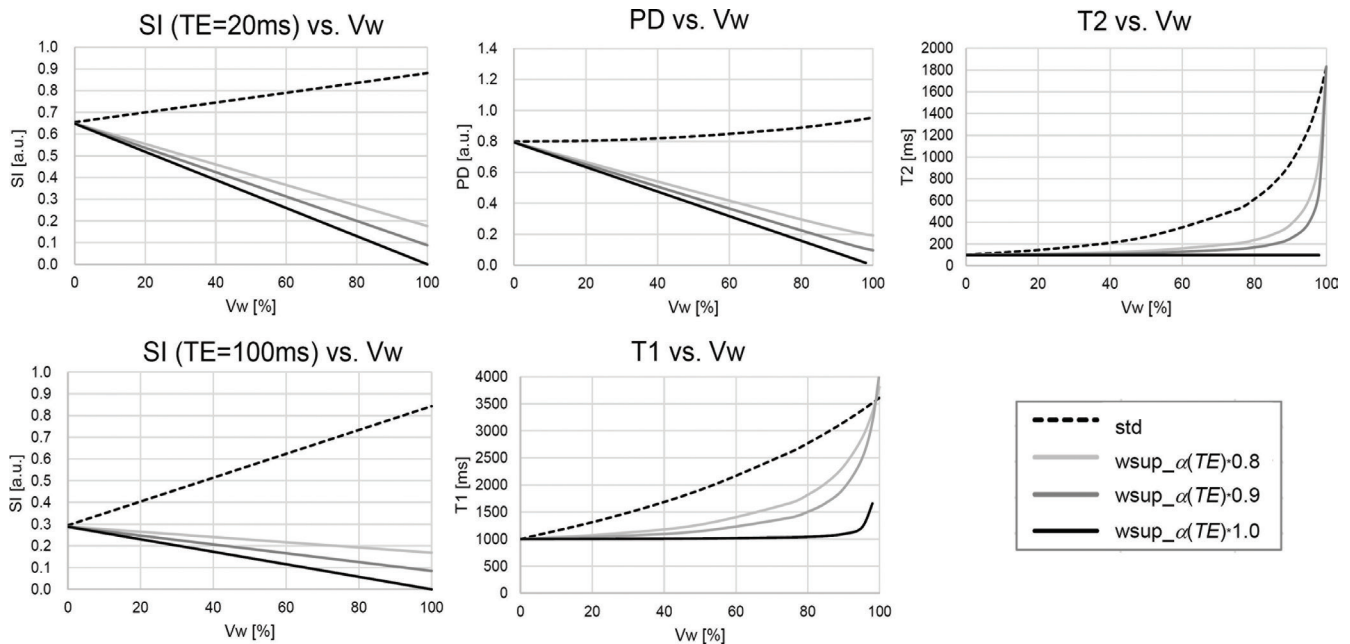 SI (TE=20ms) vs. Vw
SI [a.u.]
1.0
0.9
0.8
0.7
0.6
0.5
0.4
0.3
0.2
0.1
0.0
0 20 40 60 80 100
Vw [%]
PD vs. Vw
PD [a.u.]
1.4
1.2
1.0
0.8
0.6
0.4
0.2
0.0
0 20 40 60 80 100
Vw [%]
T2 vs. Vw
T2 [ms]
2000
1800
1600
1400
1200
1000
800
600
400
200
0
0 20 40 60 80 100
Vw [%]
SI (TE=100ms) vs. Vw
SI [a.u.]
1.0
0.9
0.8
0.7
0.6
0.5
0.4
0.3
0.2
0.1
0.0
0 20 40 60 80 100
Vw [%]
T1 vs. Vw
T1 [ms]
4000
3500
3000
2500
2000
1500
1000
500
0
0 20 40 60 80 100
Vw [%]
std
wsup_α(TE)*0.8
wsup_α(TE)*0.9
wsup_α(TE)*1.0